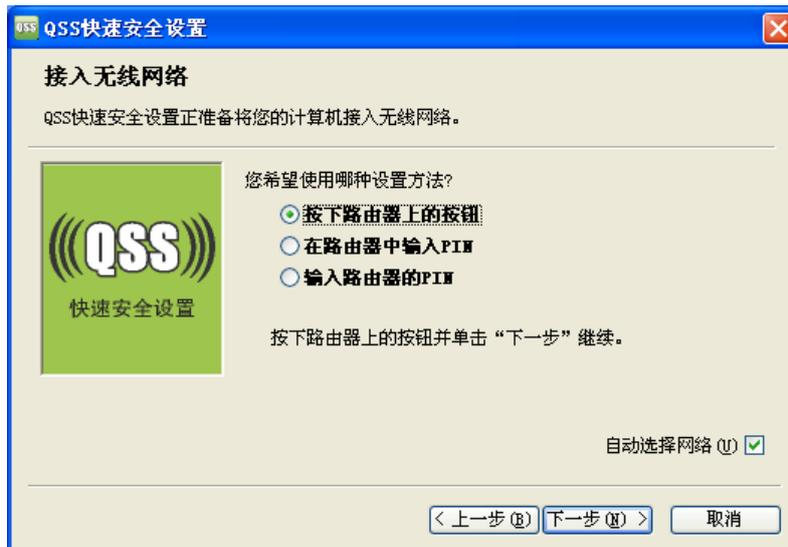 QSS QSS快速安全设置
接入无线网络
QSS快速安全设置正准备将您的计算机接入无线网络。
您希望使用哪种设置方法?
按下路由器上的按钮
在路由器中输入PIN
输入路由器的PIN
QSS
快速安全设置
按下路由器上的按钮并单击“下一步”继续。
自动选择网络(U)
< 上一步(B) 下一步(N) > 取消